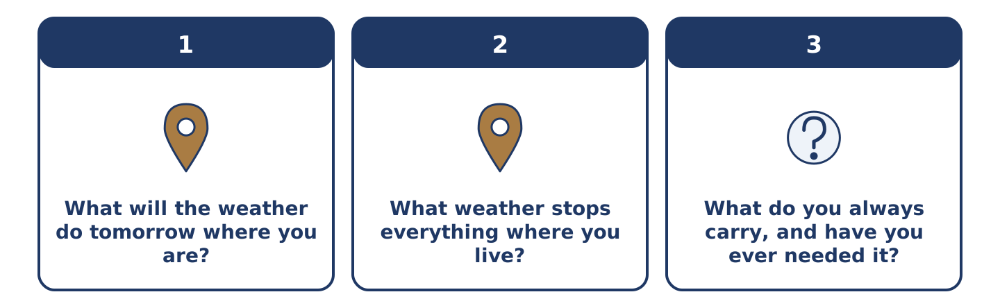 1
What will the weather
do tomorrow where you
are?
2
What weather stops
everything where you
live?
3
?
What do you always
carry, and have you
ever needed it?